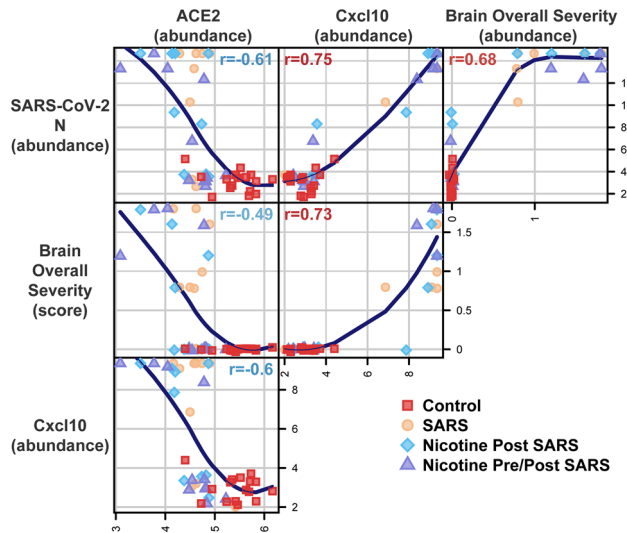 ACE2
(abundance)
Cxcl10
(abundance)
Brain Overall Severity
(abundance)
SARS-CoV-2
N
(abundance)
r=-0.61
r=0.75
r=0.68
1
1
8
6
4
2
0
1
Brain
Overall
Severity
(score)
r=-0.49
r=0.73
1.5
1
0.5
0
2
4
6
8
Cxcl10
(abundance)
r=-0.6
8
6
4
2
3
4
5
6
Control
SARS
Nicotine Post SARS
Nicotine Pre/Post SARS